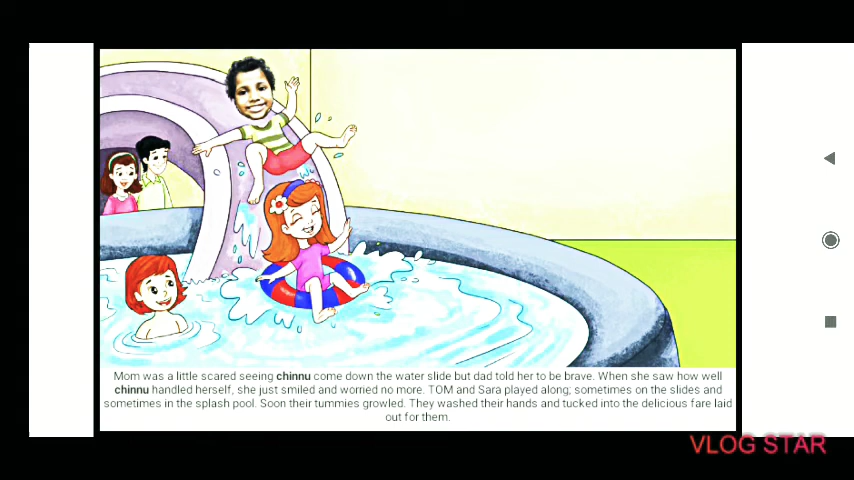 Mom was a little scared seeing chinnu come down the water slide but dad told her to be brave. When she saw how well
chinnu handled herself, she just smiled and worried no more. TOM and Sara played along; sometimes on the slides and
sometimes in the splash pool. Soon their tummies growled. They washed their hands and tucked into the delicious fare laid
out for them.
VLOG STAR